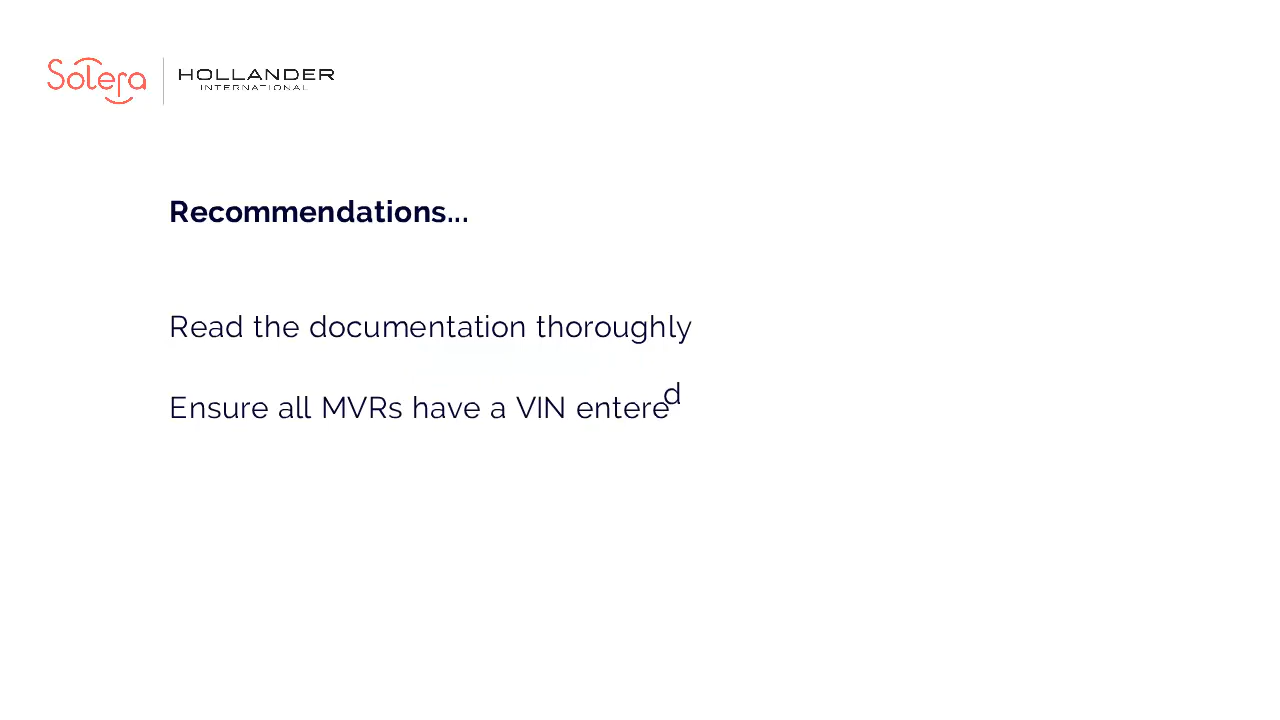 Solera
HOLLANDER
INTERNATIONAL
Recommendations...
Read the documentation thoroughly
Ensure all MVRs have a VIN entered